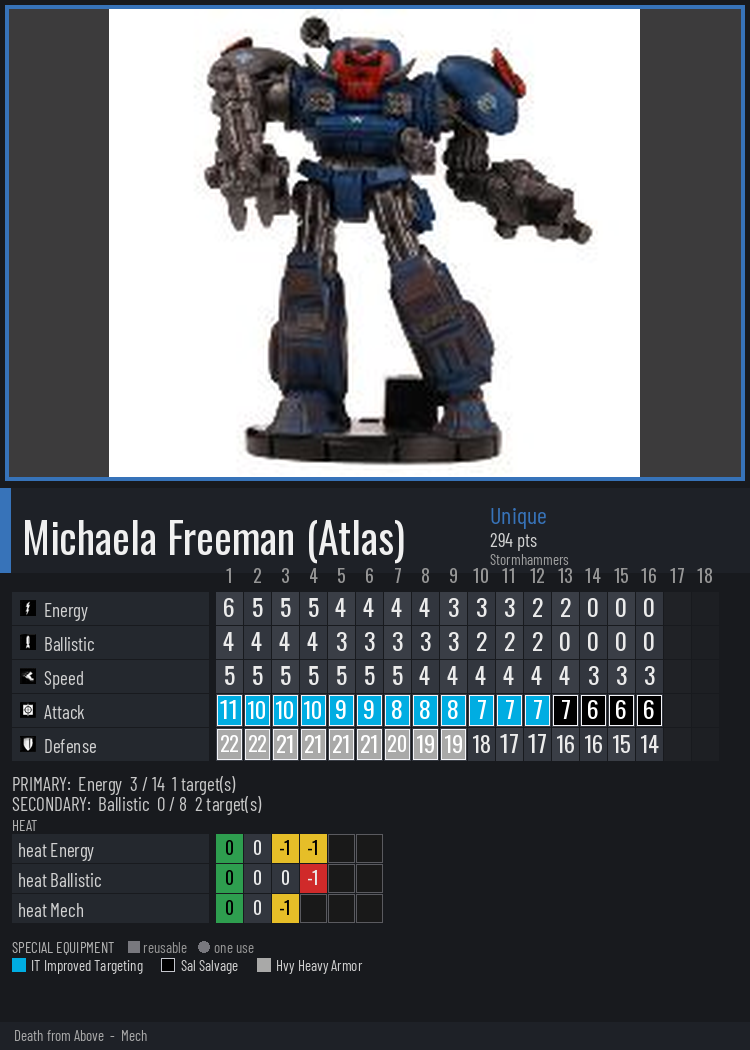 Michaela Freeman (Atlas)
Unique
294 pts
Stormhammers
1 2 3 4 5 6 7 8 9 10 11 12 13 14 15 16 17 18
Energy 6 5 5 5 4 4 4 4 3 3 3 2 2 0 0 0
Ballistic 4 4 4 4 3 3 3 3 3 2 2 2 0 0 0 0
Speed 5 5 5 5 5 5 5 4 4 4 4 4 4 3 3 3
Attack 11 10 10 10 9 9 8 8 8 7 7 7 7 6 6 6
Defense 22 22 21 21 21 21 20 19 19 18 17 17 16 16 15 14
PRIMARY: Energy 3 / 14 1 target(s)
SECONDARY: Ballistic 0 / 8 2 target(s)
HEAT
heat Energy 0 0 -1 -1
heat Ballistic 0 0 0 -1
heat Mech 0 0 -1
SPECIAL EQUIPMENT reusable one use
IT Improved Targeting Sal Salvage Hvy Heavy Armor
Death from Above - Mech